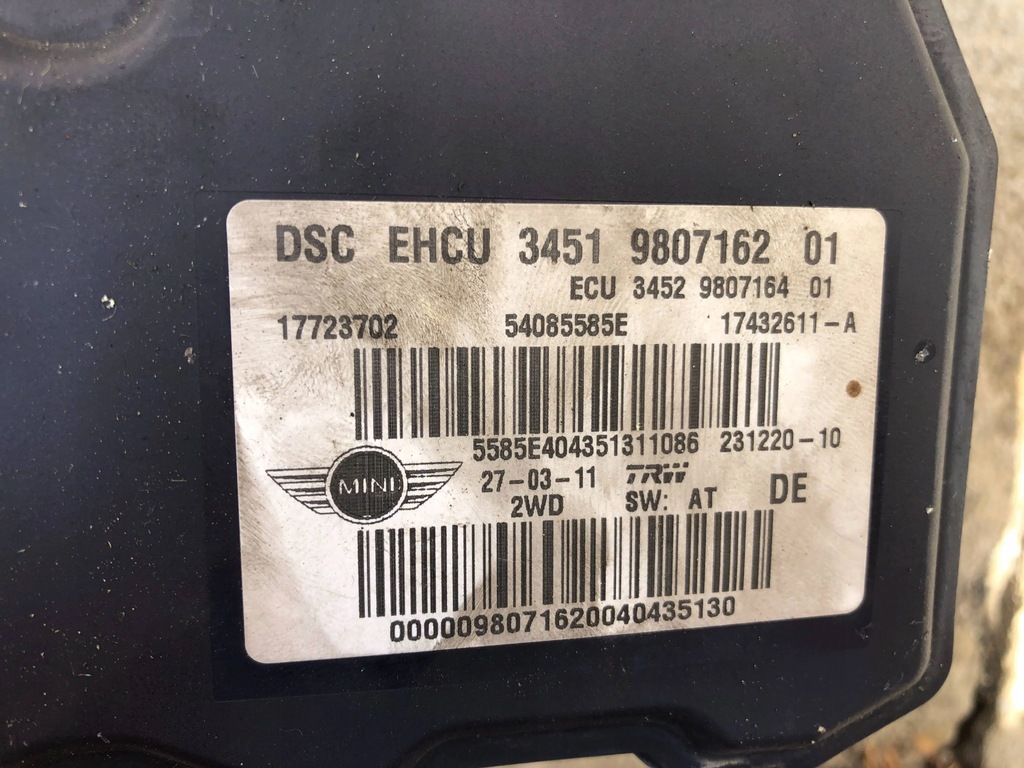 DSC EHCU 3451 9807162 01
ECU 3452 9807164 01
17723702 54085585E 17432611-A
5585E404351311086 231220-10
MINI 27-03-11 TRW
2WD SW: AT DE
0000098071620040435130